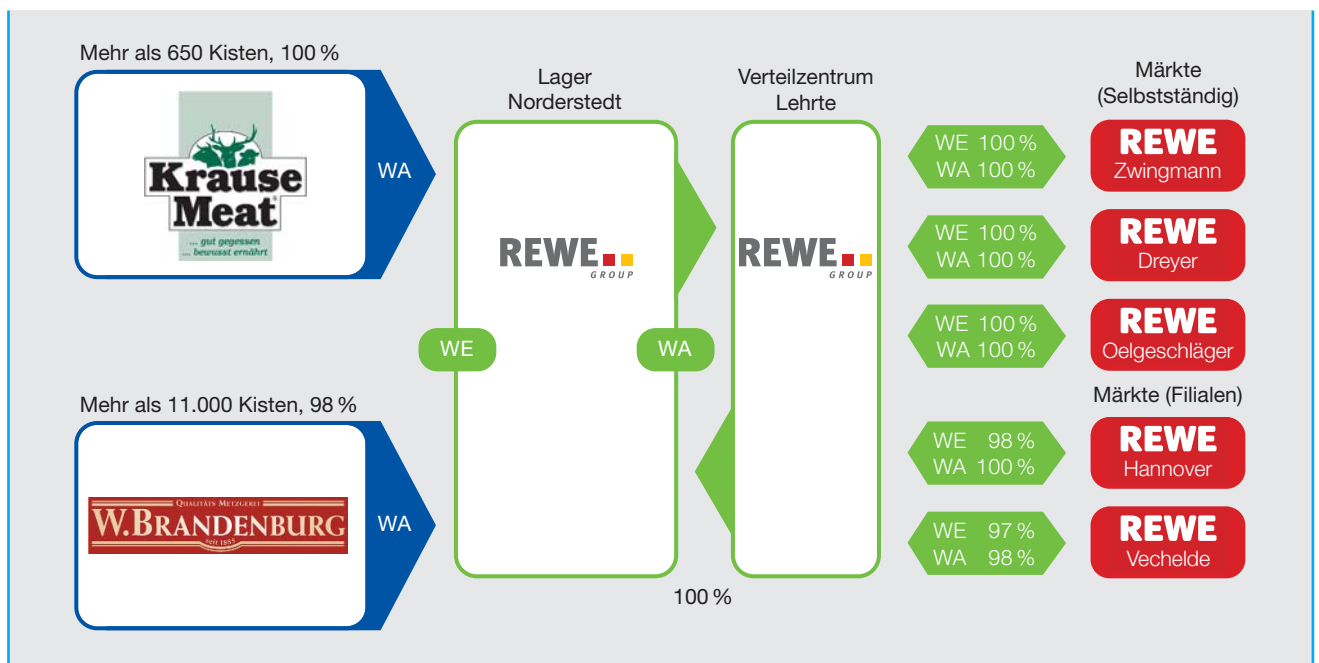 Mehr als 650 Kisten, 100 %
Krause
Meat
... gut gegessen
... bewusst ernährt
WA
Mehr als 11.000 Kisten, 98 %
QUALITÄTS METZGEREI
W.BRANDENBURG
seit 1885
WA
Lager
Norderstedt
REWE
GROUP
WE
WA
Verteilzentrum
Lehrte
REWE
GROUP
100 %
Märkte
(Selbstständig)
WE 100 %
WA 100 %
REWE
Zwingmann
WE 100 %
WA 100 %
REWE
Dreyer
WE 100 %
WA 100 %
REWE
Oelgeschläger
Märkte (Filialen)
WE 98 %
WA 100 %
REWE
Hannover
WE 97 %
WA 98 %
REWE
Vechelde